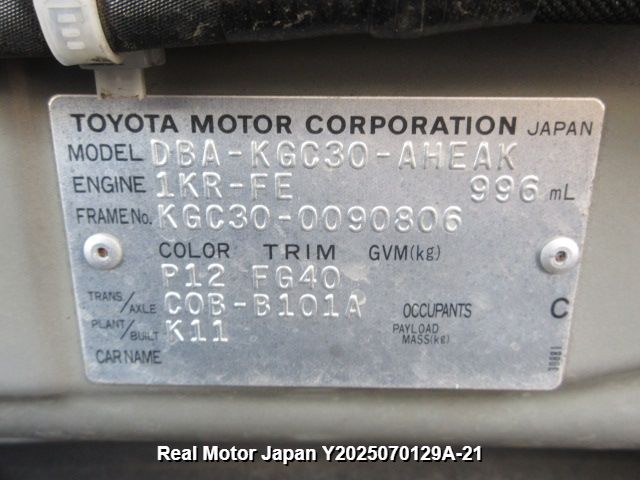 TOYOTA MOTOR CORPORATION JAPAN
MODEL DBA-KGC30-AHEAK
ENGINE 1KR-FE 996 mL
FRAME No. KGC30-0090806
COLOR TRIM GVM(kg)
P12 FG40
TRANS/AXLE C0B-B101A OCCUPANTS C
PLANT/BUILT K11 PAYLOAD MASS(kg)
CAR NAME
Real Motor Japan Y2025070129A-21